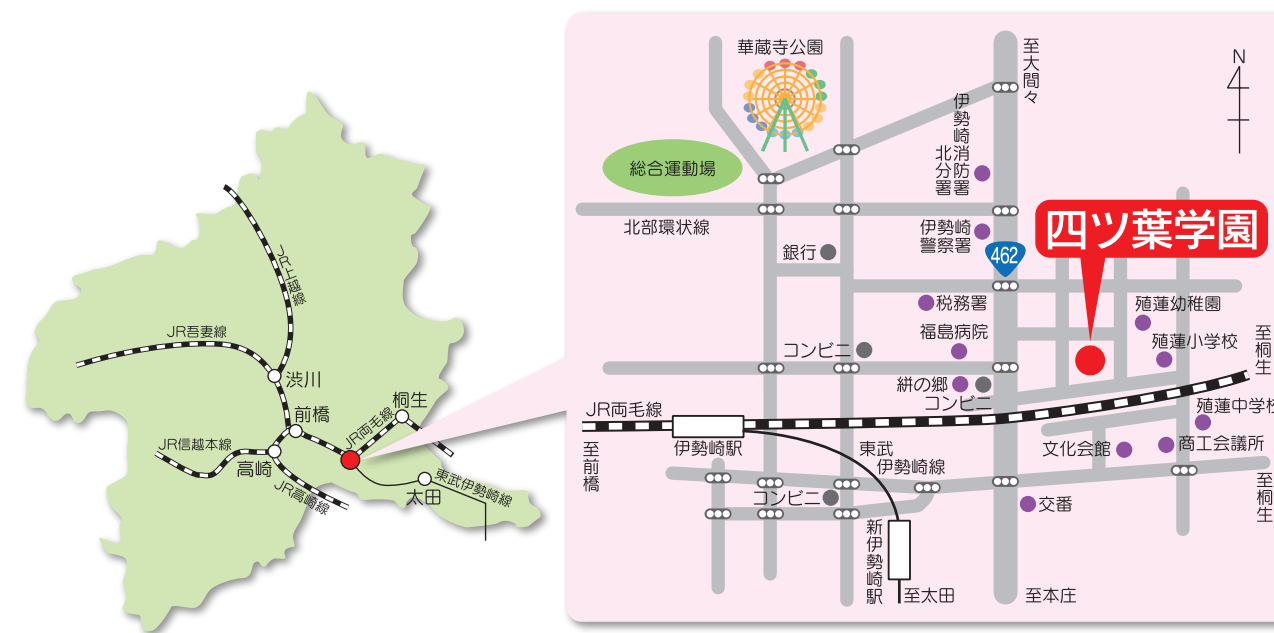 JR上越線
JR吾妻線
渋川
前橋
桐生
JR両毛線
JR信越本線
高崎
JR高崎線
太田
東武伊勢崎線
華蔵寺公園
至大間々
N
伊勢崎消防署
北分署
総合運動場
北部環状線
伊勢崎
警察署
四ツ葉学園
銀行
462
税務署
殖蓮幼稚園
福島病院
至桐生
コンビニ
殖蓮小学校
絣の郷
コンビニ
JR両毛線
殖蓮中学校
伊勢崎駅
東武
伊勢崎線
文化会館
商工会議所
至前橋
コンビニ
交番
至桐生
新伊勢崎駅
至太田
至本庄